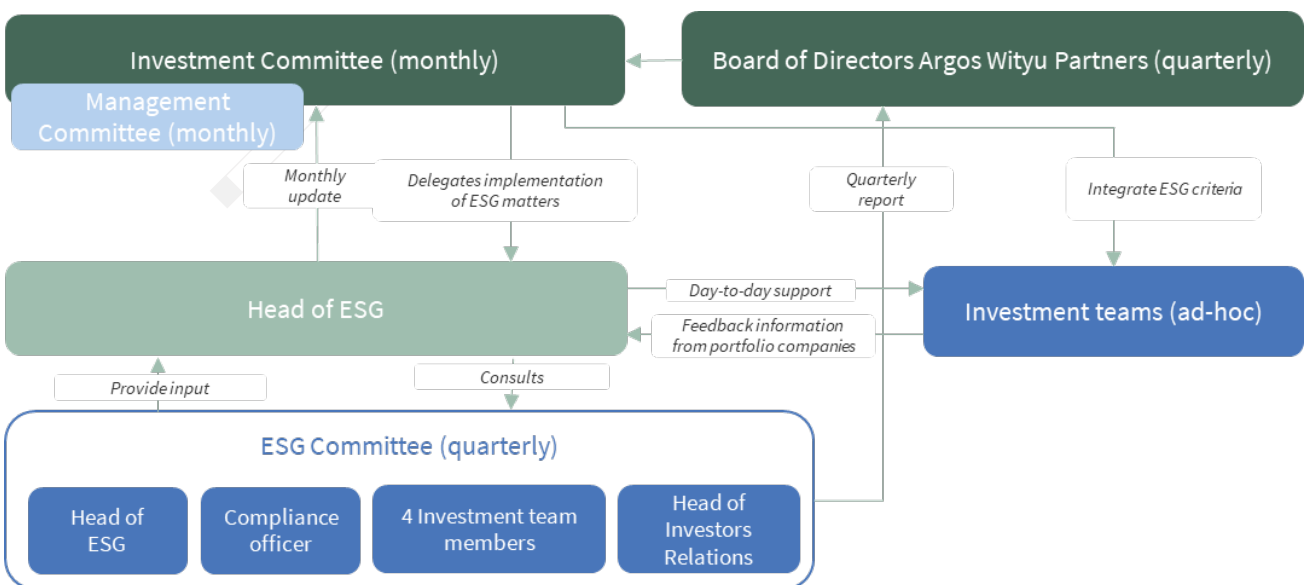 Investment Committee (monthly)
Board of Directors Argos Wityu Partners (quarterly)
Management
Committee (monthly)
Monthly
update
Delegates implementation
of ESG matters
Quarterly
report
Integrate ESG criteria
Head of ESG
Day-to-day support
Investment teams (ad-hoc)
Feedback information
from portfolio companies
Provide input
Consults
ESG Committee (quarterly)
Head of
ESG
Compliance
officer
4 Investment team
members
Head of
Investors
Relations